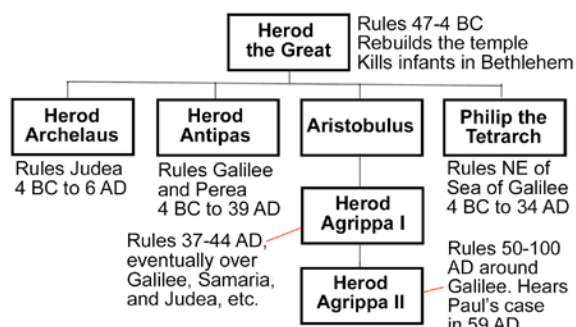 Herod
the Great
Rules 47-4 BC
Rebuilds the temple
Kills infants in Bethlehem
Herod
Archelaus
Rules Judea
4 BC to 6 AD
Herod
Antipas
Rules Galilee
and Perea
4 BC to 39 AD
Aristobulus
Philip the
Tetrarch
Rules NE of
Sea of Galilee
4 BC to 34 AD
Herod
Agrippa I
Rules 37-44 AD,
eventually over
Galilee, Samaria,
and Judea, etc.
Herod
Agrippa II
Rules 50-100
AD around
Galilee. Hears
Paul's case
in 59 AD